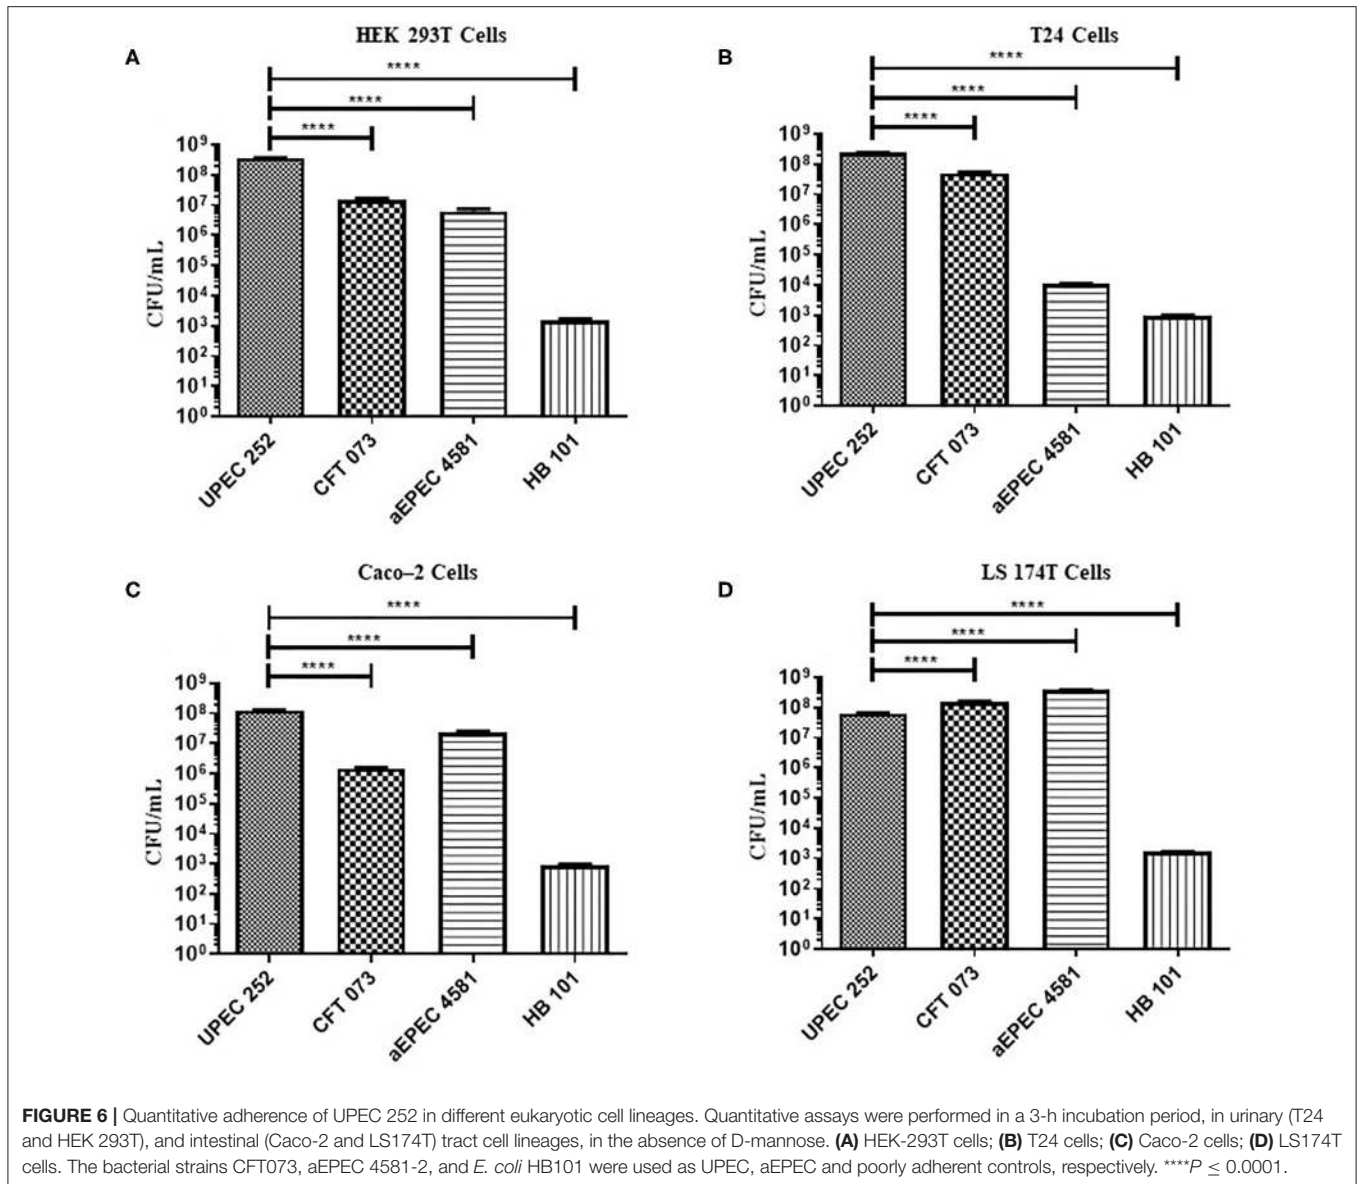 A
HEK 293T Cells
****
****
****
CFU/mL
10⁹
10⁸
10⁷
10⁶
10⁵
10⁴
10³
10²
10¹
10⁰
UPEC 252
CFT 073
aEPEC 4581
HB 101
B
T24 Cells
****
****
****
CFU/mL
10⁹
10⁸
10⁷
10⁶
10⁵
10⁴
10³
10²
10¹
10⁰
UPEC 252
CFT 073
aEPEC 4581
HB 101
C
Caco–2 Cells
****
****
****
CFU/mL
10⁹
10⁸
10⁷
10⁶
10⁵
10⁴
10³
10²
10¹
10⁰
UPEC 252
CFT 073
aEPEC 4581
HB 101
D
LS 174T Cells
****
****
****
CFU/mL
10⁹
10⁸
10⁷
10⁶
10⁵
10⁴
10³
10²
10¹
10⁰
UPEC 252
CFT 073
aEPEC 4581
HB 101
FIGURE 6 | Quantitative adherence of UPEC 252 in different eukaryotic cell lineages. Quantitative assays were performed in a 3-h incubation period, in urinary (T24
and HEK 293T), and intestinal (Caco-2 and LS174T) tract cell lineages, in the absence of D-mannose. (A) HEK-293T cells; (B) T24 cells; (C) Caco-2 cells; (D) LS174T
cells. The bacterial strains CFT073, aEPEC 4581-2, and E. coli HB101 were used as UPEC, aEPEC and poorly adherent controls, respectively. ****P ≤ 0.0001.